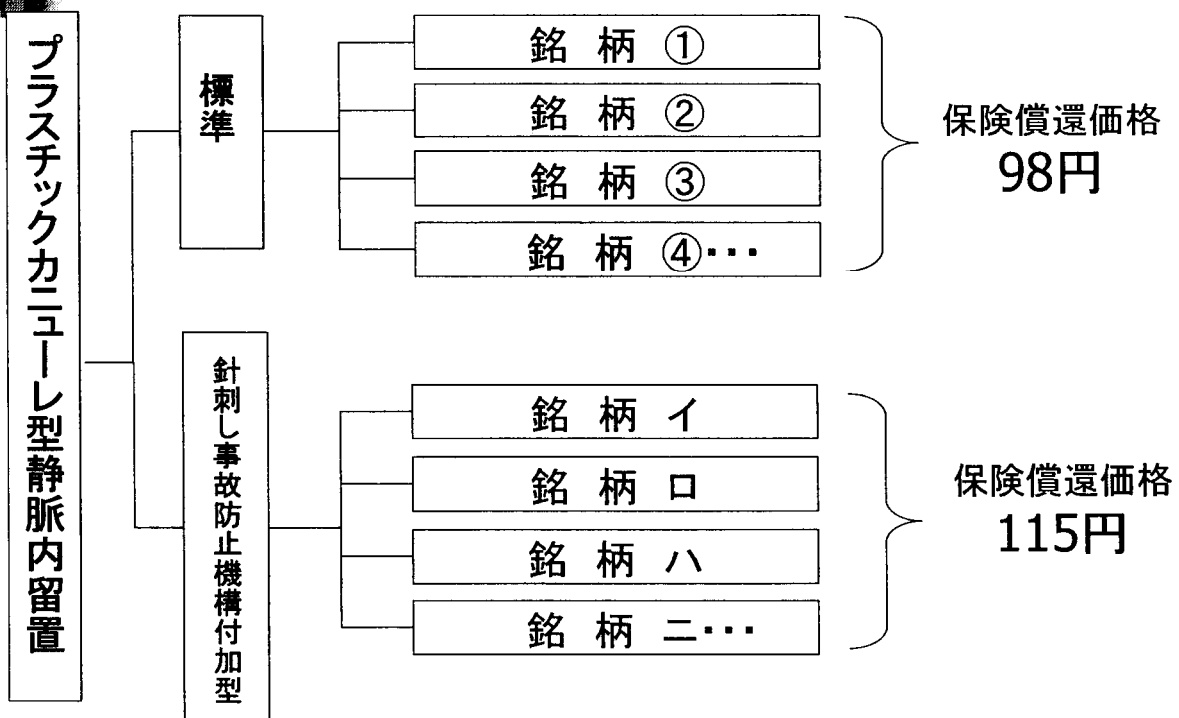 プラスチックカニューレ型静脈内留置
標準
銘柄 ①
銘柄 ②
銘柄 ③
銘柄 ④・・・
保険償還価格
98円
針刺し事故防止機構付加型
銘柄 イ
銘柄 ロ
銘柄 ハ
銘柄 ニ・・・
保険償還価格
115円